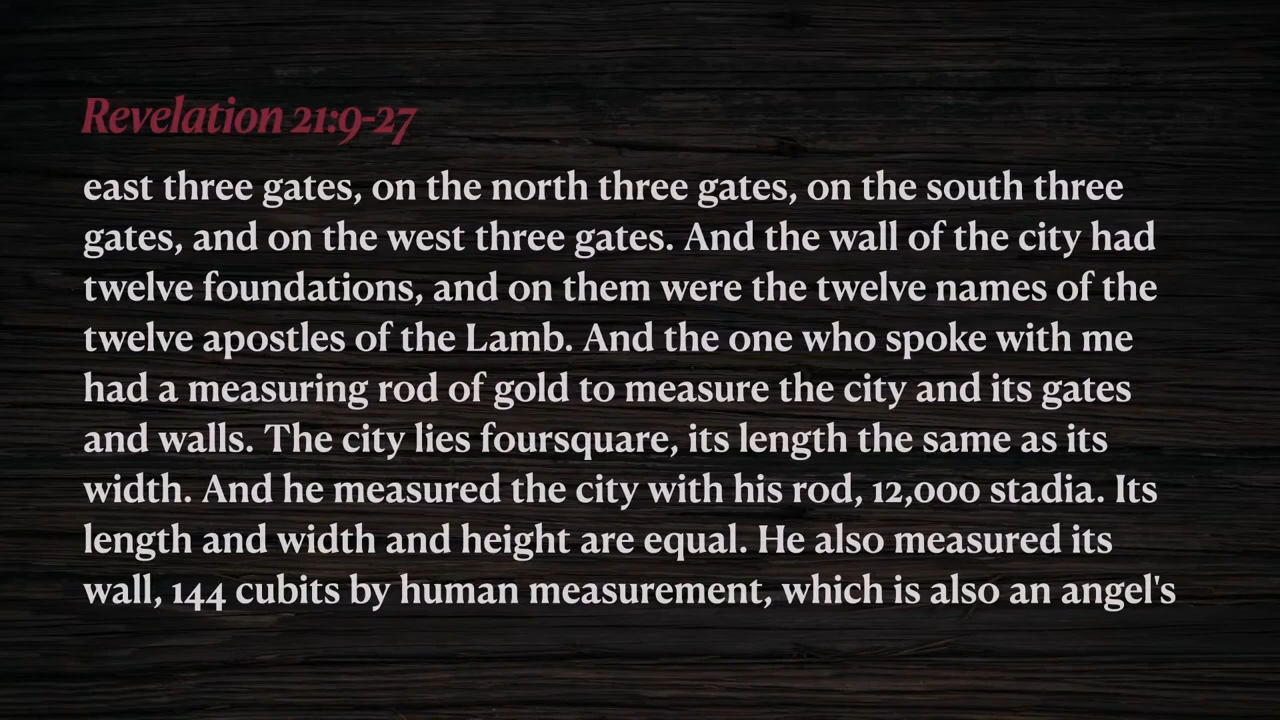 Revelation 21:9-27
east three gates, on the north three gates, on the south three
gates, and on the west three gates. And the wall of the city had
twelve foundations, and on them were the twelve names of the
twelve apostles of the Lamb. And the one who spoke with me
had a measuring rod of gold to measure the city and its gates
and walls. The city lies foursquare, its length the same as its
width. And he measured the city with his rod, 12,000 stadia. Its
length and width and height are equal. He also measured its
wall, 144 cubits by human measurement, which is also an angel's